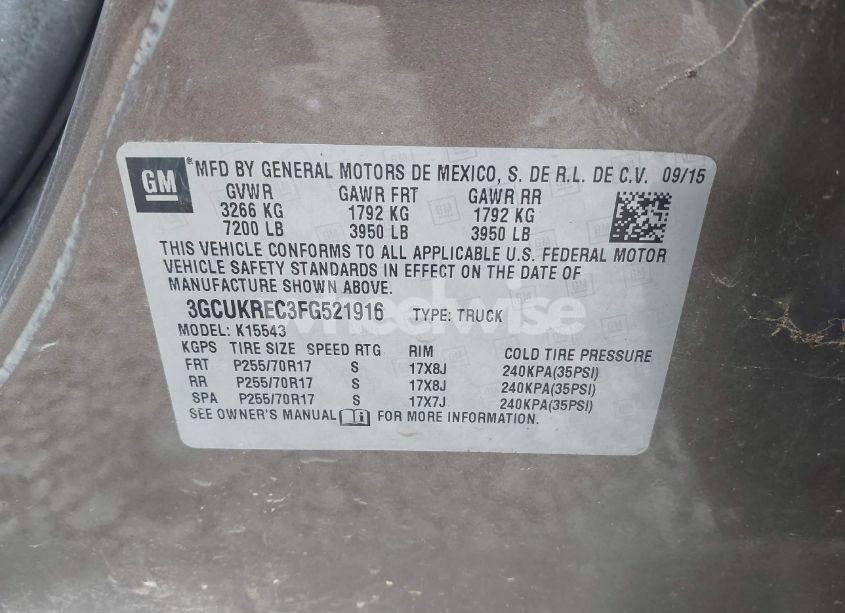 GM ® MFD BY GENERAL MOTORS DE MEXICO, S. DE R.L. DE C.V. 09/15
GVWR GAWR FRT GAWR RR
3266 KG 1792 KG 1792 KG
7200 LB 3950 LB 3950 LB
THIS VEHICLE CONFORMS TO ALL APPLICABLE U.S. FEDERAL MOTOR
VEHICLE SAFETY STANDARDS IN EFFECT ON THE DATE OF
MANUFACTURE SHOWN ABOVE.
3GCUKREC3FG521916 TYPE: TRUCK
wheelwise
MODEL: K15543
KGPS TIRE SIZE SPEED RTG RIM COLD TIRE PRESSURE
FRT P255/70R17 S 17X8J 240KPA(35PSI)
RR P255/70R17 S 17X8J 240KPA(35PSI)
SPA P255/70R17 S 17X7J 240KPA(35PSI)
SEE OWNER'S MANUAL FOR MORE INFORMATION.